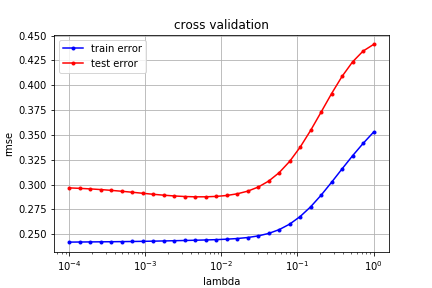 cross validation
train error
test error
rmse
0.450
0.425
0.400
0.375
0.350
0.325
0.300
0.275
0.250
10⁻⁴ 10⁻³ 10⁻² 10⁻¹ 10⁰
lambda